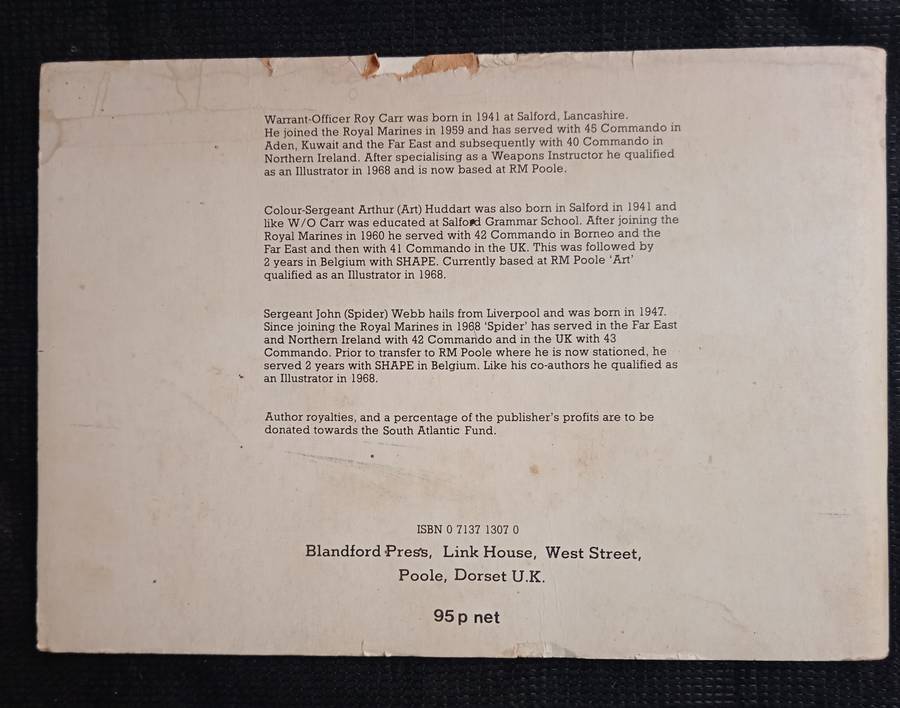 Warrant-Officer Roy Carr was born in 1941 at Salford, Lancashire.
He joined the Royal Marines in 1959 and has served with 45 Commando in
Aden, Kuwait and the Far East and subsequently with 40 Commando in
Northern Ireland. After specialising as a Weapons Instructor he qualified
as an Illustrator in 1968 and is now based at RM Poole.
Colour-Sergeant Arthur (Art) Huddart was also born in Salford in 1941 and
like W/O Carr was educated at Salford Grammar School. After joining the
Royal Marines in 1960 he served with 42 Commando in Borneo and the
Far East and then with 41 Commando in the UK. This was followed by
2 years in Belgium with SHAPE. Currently based at RM Poole ‘Art’
qualified as an Illustrator in 1968.
Sergeant John (Spider) Webb hails from Liverpool and was born in 1947.
Since joining the Royal Marines in 1968 ‘Spider’ has served in the Far East
and Northern Ireland with 42 Commando and in the UK with 43
Commando. Prior to transfer to RM Poole where he is now stationed, he
served 2 years with SHAPE in Belgium. Like his co-authors he qualified as
an Illustrator in 1968.
Author royalties, and a percentage of the publisher’s profits are to be
donated towards the South Atlantic Fund.
ISBN 0 7137 1307 0
Blandford Press, Link House, West Street,
Poole, Dorset U.K.
95p net